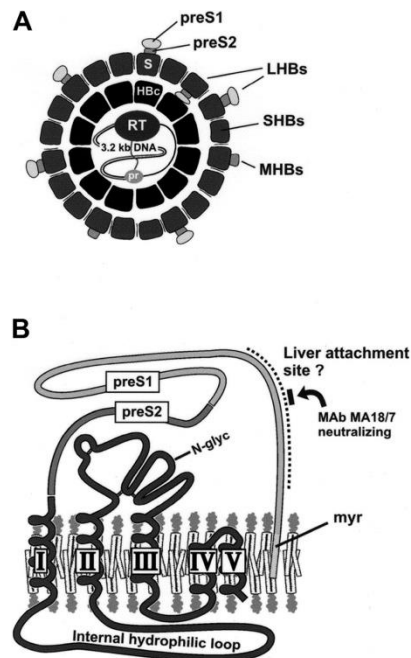 A
preS1
preS2
S
LHBs
HBc
RT
SHBs
3.2 kb DNA
MHBs
pr
B
Liver attachment
site ?
preS1
MAb MA18/7
neutralizing
preS2
N-glyc
myr
I II III IV V
Internal hydrophilic loop